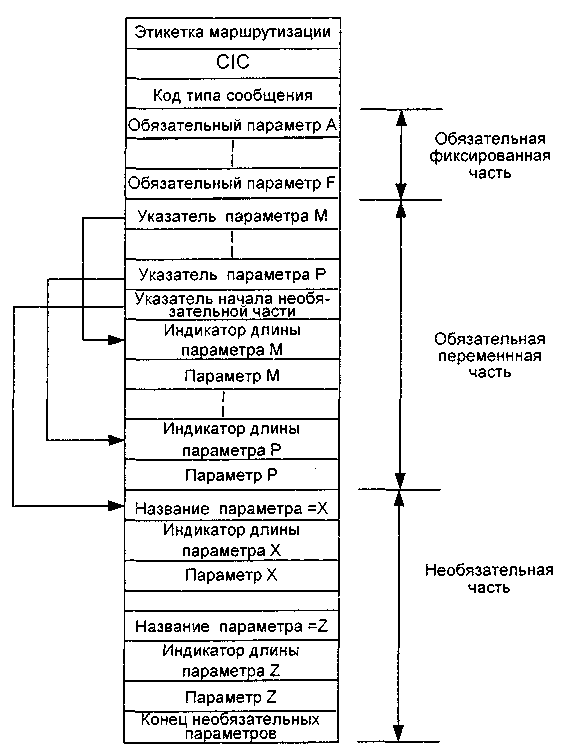 Этикетка маршрутизации
CIC
Код типа сообщения
Обязательный параметр A
Обязательный параметр F
Обязательная
фиксированная
часть
Указатель параметра M
Указатель параметра P
Указатель начала необя-
зательной части
Индикатор длины
параметра M
Параметр M
Индикатор длины
параметра P
Параметр P
Обязательная
переменнная
часть
Название параметра =X
Индикатор длины
параметра X
Параметр X
Название параметра =Z
Индикатор длины
параметра Z
Параметр Z
Конец необязательных
параметров
Необязательная
часть